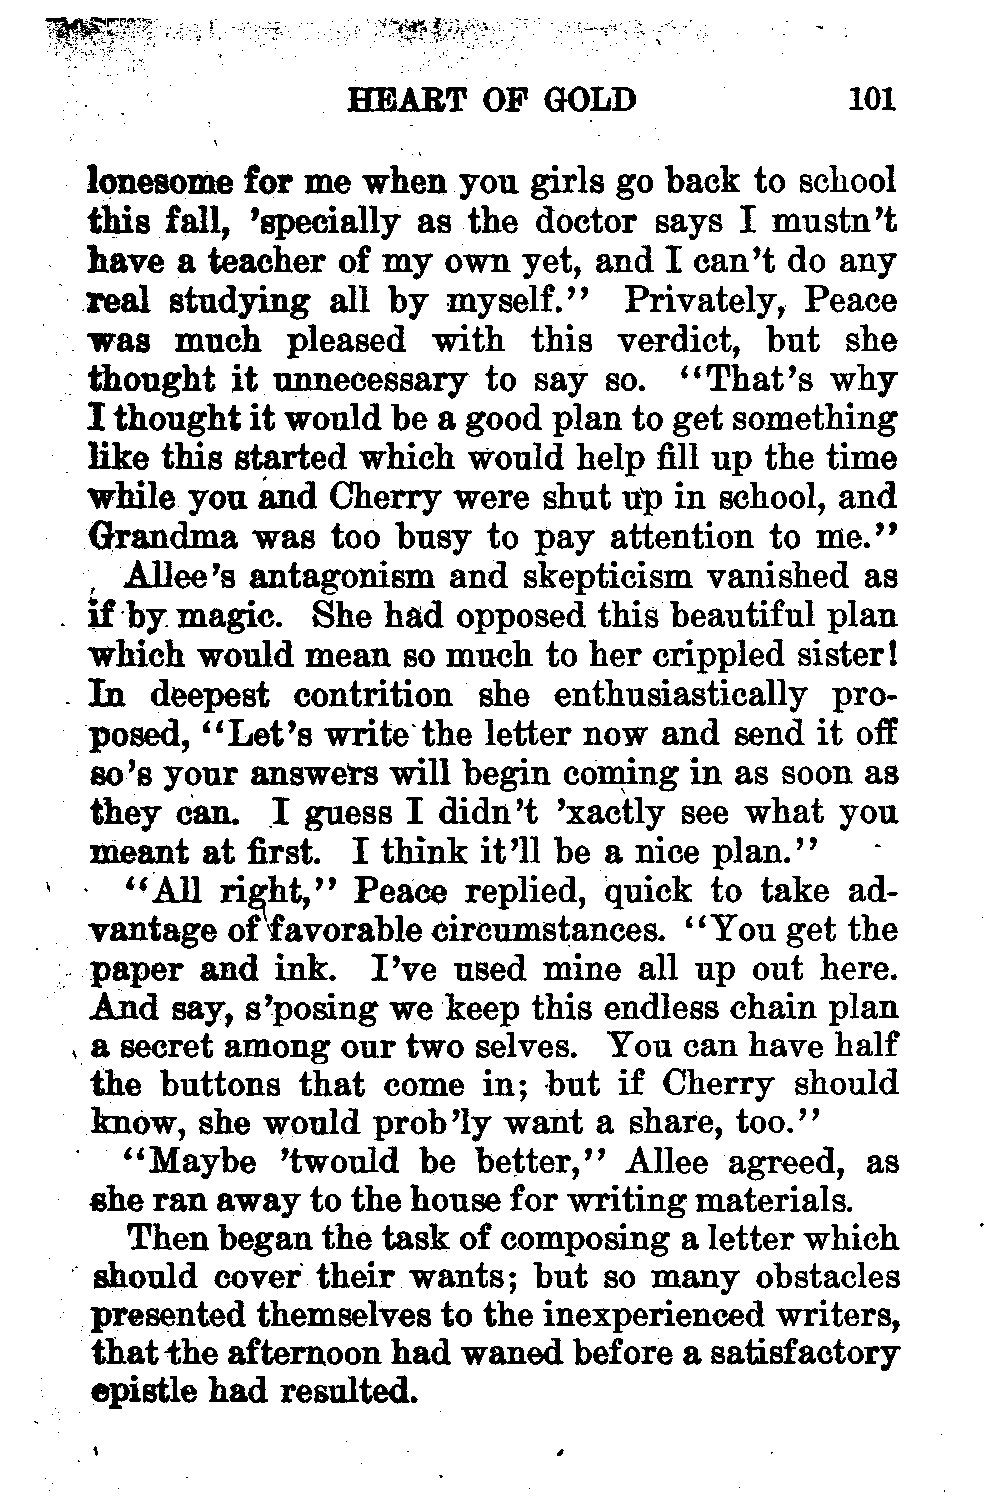 HEART OF GOLD 101
lonesome for me when you girls go back to school
this fall, 'specially as the doctor says I mustn't
have a teacher of my own yet, and I can't do any
real studying all by myself." Privately, Peace
was much pleased with this verdict, but she
thought it unnecessary to say so. "That's why
I thought it would be a good plan to get something
like this started which would help fill up the time
while you and Cherry were shut up in school, and
Grandma was too busy to pay attention to me."
Allee's antagonism and skepticism vanished as
if by magic. She had opposed this beautiful plan
which would mean so much to her crippled sister!
In deepest contrition she enthusiastically pro-
posed, "Let's write the letter now and send it off
so's your answers will begin coming in as soon as
they can. I guess I didn't 'xactly see what you
meant at first. I think it'll be a nice plan."
"All right," Peace replied, quick to take ad-
vantage of favorable circumstances. "You get the
paper and ink. I've used mine all up out here.
And say, s'posing we keep this endless chain plan
a secret among our two selves. You can have half
the buttons that come in; but if Cherry should
know, she would prob'ly want a share, too."
"Maybe 'twould be better," Allee agreed, as
she ran away to the house for writing materials.
Then began the task of composing a letter which
should cover their wants; but so many obstacles
presented themselves to the inexperienced writers,
that the afternoon had waned before a satisfactory
epistle had resulted.